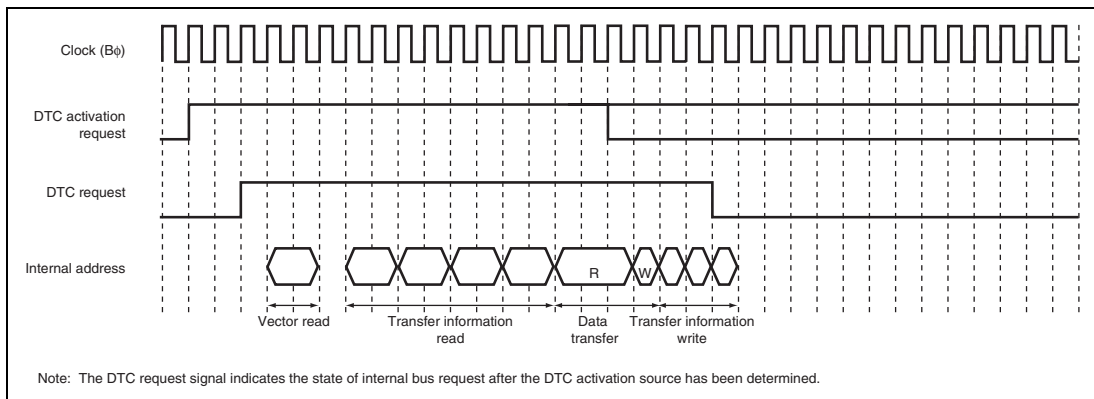 Clock (Bϕ)
DTC activation
request
DTC request
Internal address
R
W
Vector read
Transfer information
read
Data
transfer
Transfer information
write
Note: The DTC request signal indicates the state of internal bus request after the DTC activation source has been determined.